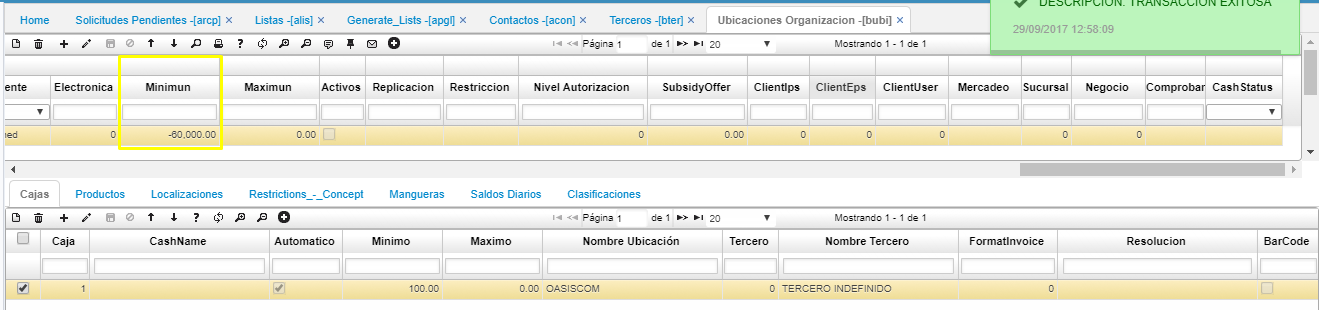 Home Solicitudes Pendientes -[arcp] × Listas -[alis] × Generate_Lists -[apgl] × Contactos -[acon] × Terceros -[bter] × Ubicaciones Organizacion -[bubi] ×
DESCRIPCION: TRANSACCION EXITOSA
29/09/2017 12:58:09
Página 1 de 1 20 Mostrando 1 - 1 de 1
ente Electronica Minimun Maximun Activos Replicacion Restriccion Nivel Autorizacion SubsidyOffer ClientIps ClientEps ClientUser Mercadeo Sucursal Negocio Comprobar CashStatus
ned 0 -60,000.00 0.00 0 0.00 0 0 0 0 0
Cajas Productos Localizaciones Restrictions_-_Concept Mangueras Saldos Diarios Clasificaciones
Página 1 de 1 20 Mostrando 1 - 1 de 1
Caja CashName Automatico Minimo Maximo Nombre Ubicación Tercero Nombre Tercero FormatInvoice Resolucion BarCode
1 100.00 0.00 OASISCOM 0 TERCERO INDEFINIDO 0